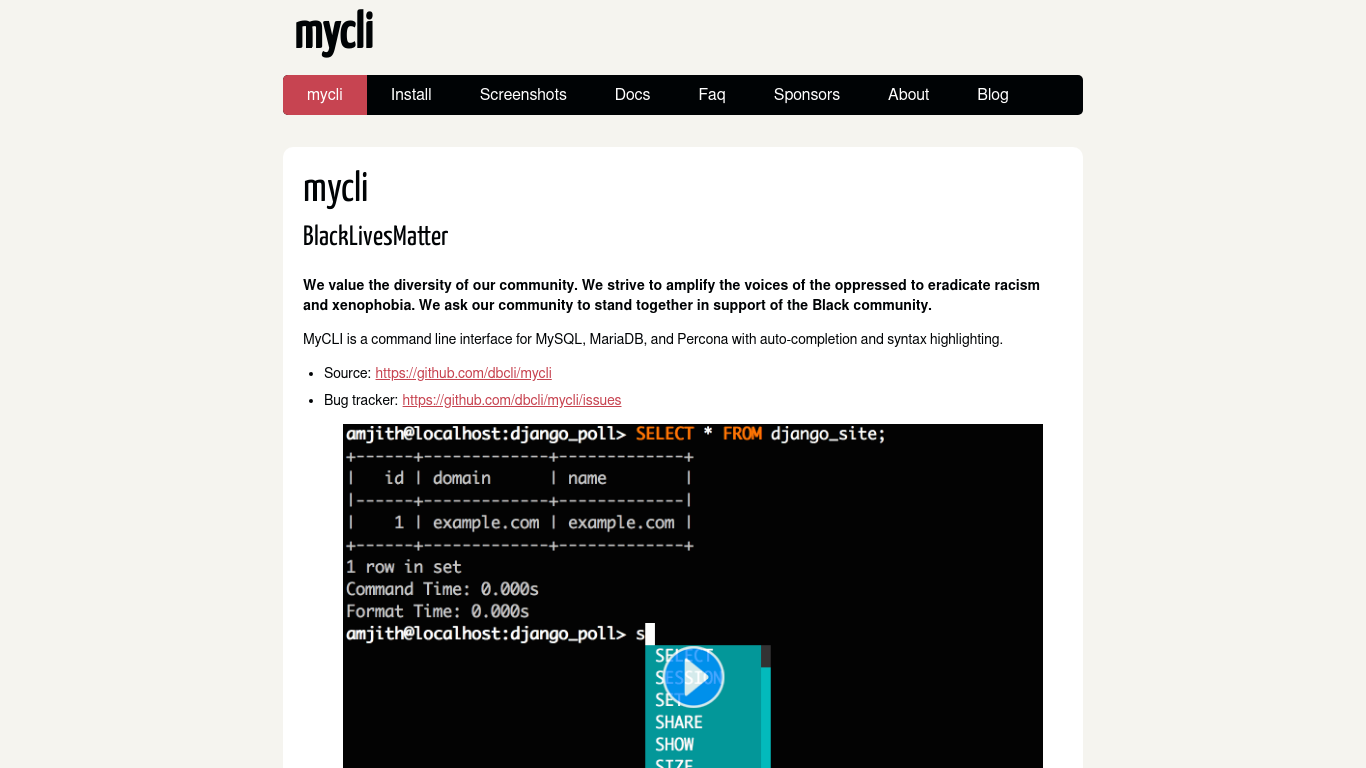 mycli
mycli Install Screenshots Docs Faq Sponsors About Blog
mycli
BlackLivesMatter
We value the diversity of our community. We strive to amplify the voices of the oppressed to eradicate racism
and xenophobia. We ask our community to stand together in support of the Black community.
MyCLI is a command line interface for MySQL, MariaDB, and Percona with auto-completion and syntax highlighting.
• Source: https://github.com/dbcli/mycli
• Bug tracker: https://github.com/dbcli/mycli/issues
amjith@localhost:django_poll> SELECT * FROM django_site;
+------+-------------+-------------+
|   id | domain      | name        |
|------+-------------+-------------|
|    1 | example.com | example.com |
+------+-------------+-------------+
1 row in set
Command Time: 0.000s
Format Time: 0.000s
amjith@localhost:django_poll> s
SELECT
SESSION
SET
SHARE
SHOW
SIZE